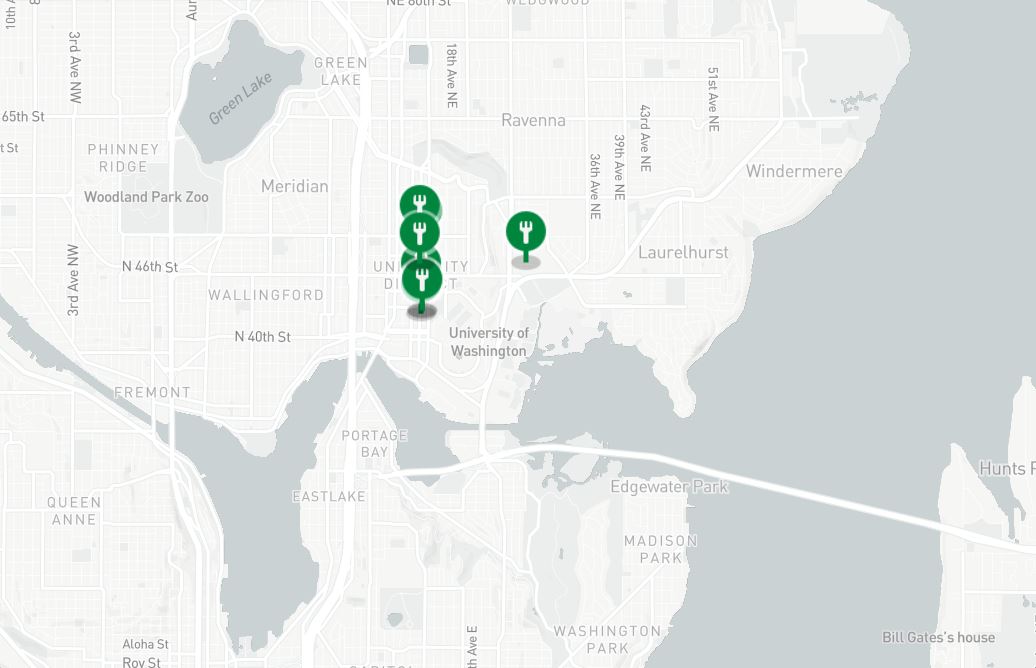 10th A
8
Aur
NE 80th St
WEDGWOOD
3rd Ave NW
GREEN
LAKE
18th Ave NE
Green Lake
51st Ave NE
65th St
43rd Ave NE
Ravenna
39th Ave NE
t St
PHINNEY
RIDGE
36th Ave NE
Windermere
Meridian
Woodland Park Zoo
Laurelhurst
3rd Ave NW
N 46th St
WALLINGFORD
University of
Washington
N 40th St
FREMONT
PORTAGE
BAY
Hunts P
EASTLAKE
Edgewater Park
QUEEN
ANNE
MADISON
PARK
WASHINGTON
PARK
Bill Gates's house
Aloha St
Roy St
th Ave E